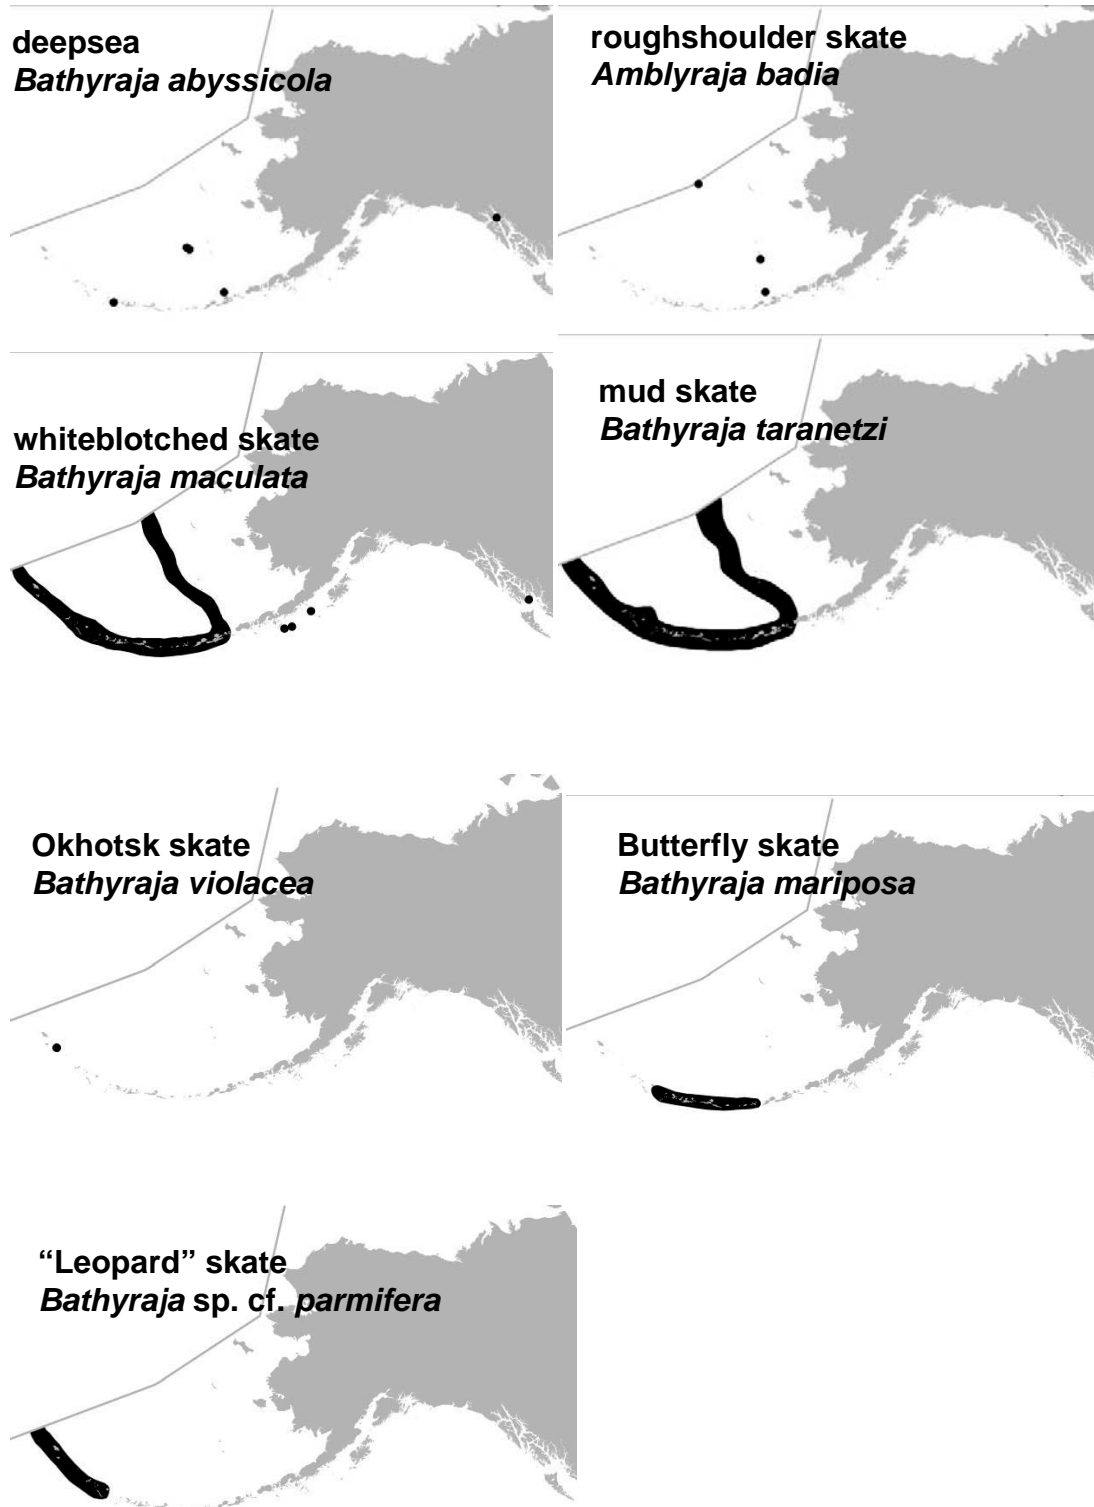 deepsea
Bathyraja abyssicola
roughshoulder skate
Amblyraja badia
whiteblotched skate
Bathyraja maculata
mud skate
Bathyraja taranetzi
Okhotsk skate
Bathyraja violacea
Butterfly skate
Bathyraja mariposa
“Leopard” skate
Bathyraja sp. cf. parmifera